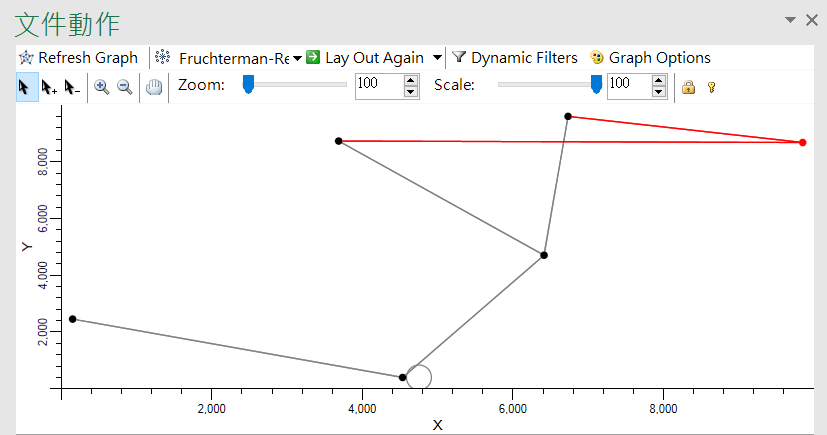 文件動作
Refresh Graph Fruchterman-Re Lay Out Again Dynamic Filters Graph Options
Zoom: 100 Scale: 100
8,000
6,000
4,000
2,000
Y
2,000 4,000 6,000 8,000
X